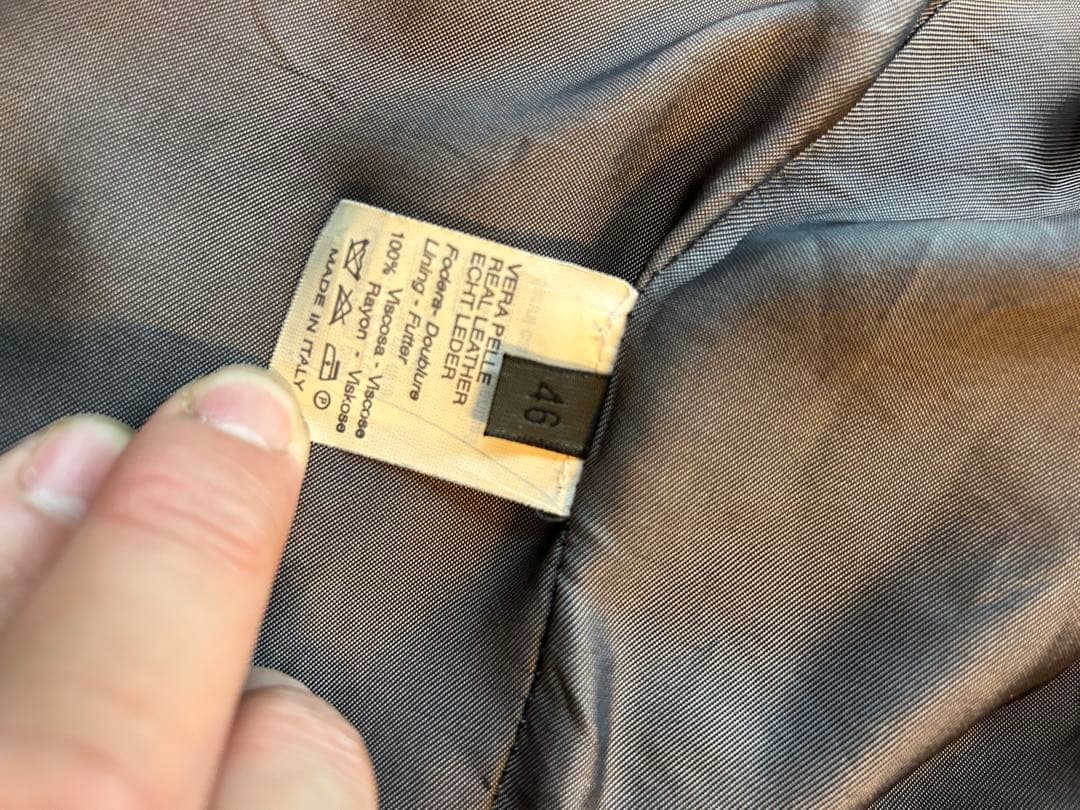 VERA PELLE
REAL LEATHER
ECHT LEDER
Fodera- Doublure
Lining - Futter
100% Viscosa - Viscose
Rayon - Viskose
P
MADE IN ITALY
46